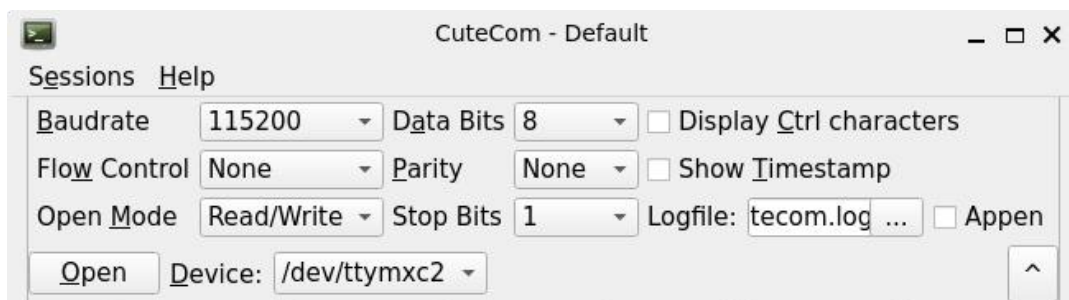 CuteCom - Default
Sessions Help
Baudrate 115200 Data Bits 8 Display Ctrl characters
Flow Control None Parity None Show Timestamp
Open Mode Read/Write Stop Bits 1 Logfile: tecom.log ... Appen
Open Device: /dev/ttymxc2